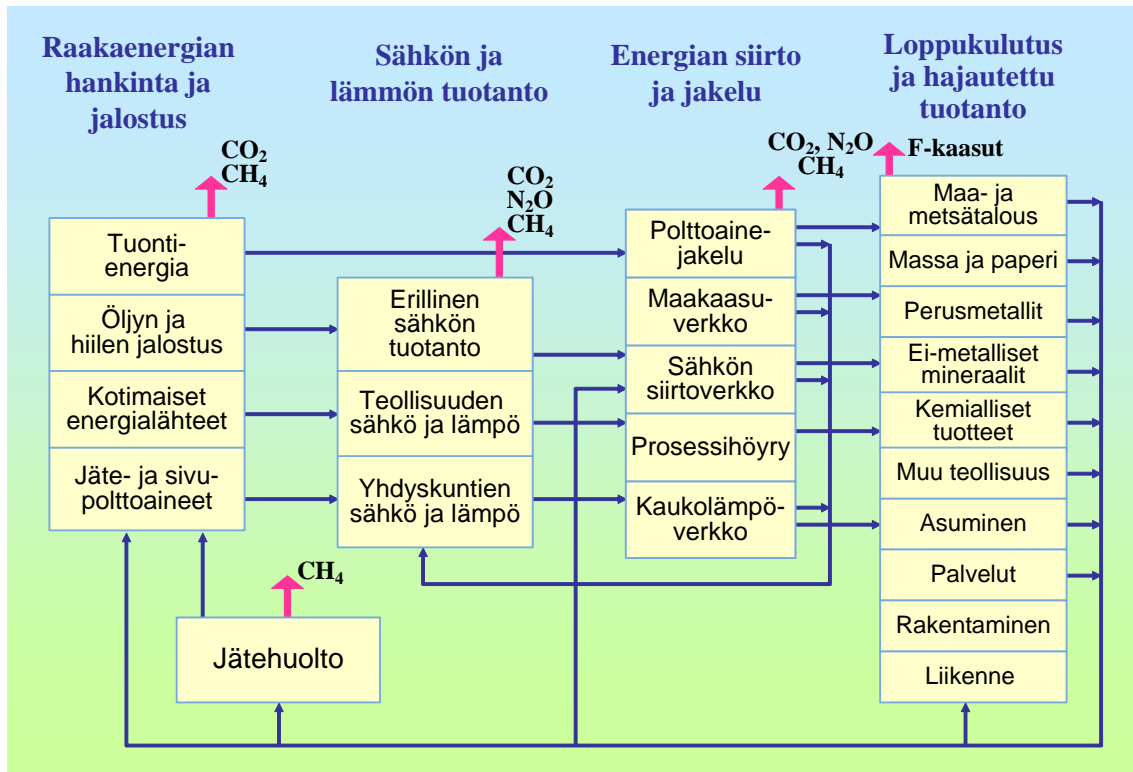 Raakaenergian
hankinta ja
jalostus
Sähkön ja
lämmön tuotanto
Energian siirto
ja jakelu
Loppukulutus
ja hajautettu
tuotanto
CO₂
CH₄
CO₂
N₂O
CH₄
CO₂, N₂O
CH₄
F-kaasut
Tuonti-
energia
Öljyn ja
hiilen jalostus
Kotimaiset
energialähteet
Jäte- ja sivu-
polttoaineet
Erillinen
sähkön
tuotanto
Teollisuuden
sähkö ja lämpö
Yhdyskuntien
sähkö ja lämpö
Polttoaine-
jakelu
Maakaasu-
verkko
Sähkön
siirtoverkko
Prosessihöyry
Kaukolämpö-
verkko
Maa- ja
metsätalous
Massa ja paperi
Perusmetallit
Ei-metalliset
mineraalit
Kemialliset
tuotteet
Muu teollisuus
Asuminen
Palvelut
Rakentaminen
Liikenne
CH₄
Jätehuolto